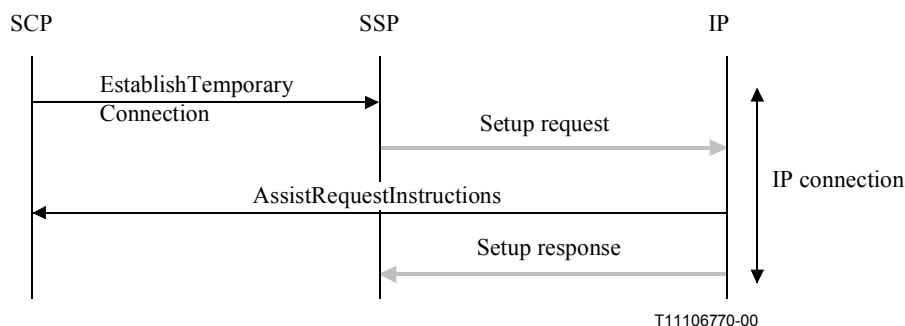 SCP SSP IP
EstablishTemporary
Connection
Setup request
IP connection
AssistRequestInstructions
Setup response
T11106770-00